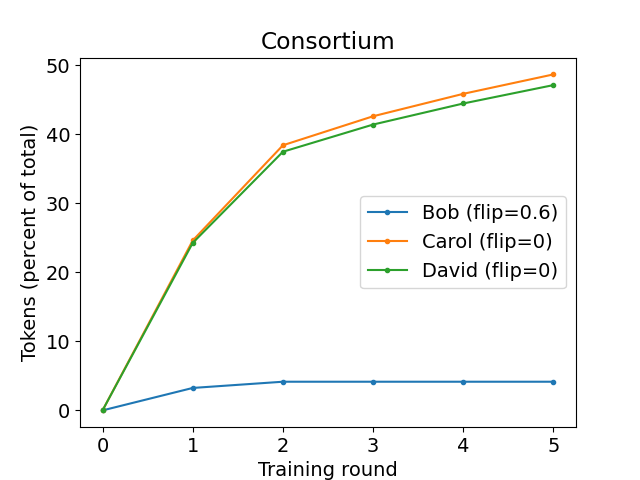 Consortium
Tokens (percent of total)
50
40
30
20
10
0
Bob (flip=0.6)
Carol (flip=0)
David (flip=0)
0 1 2 3 4 5
Training round